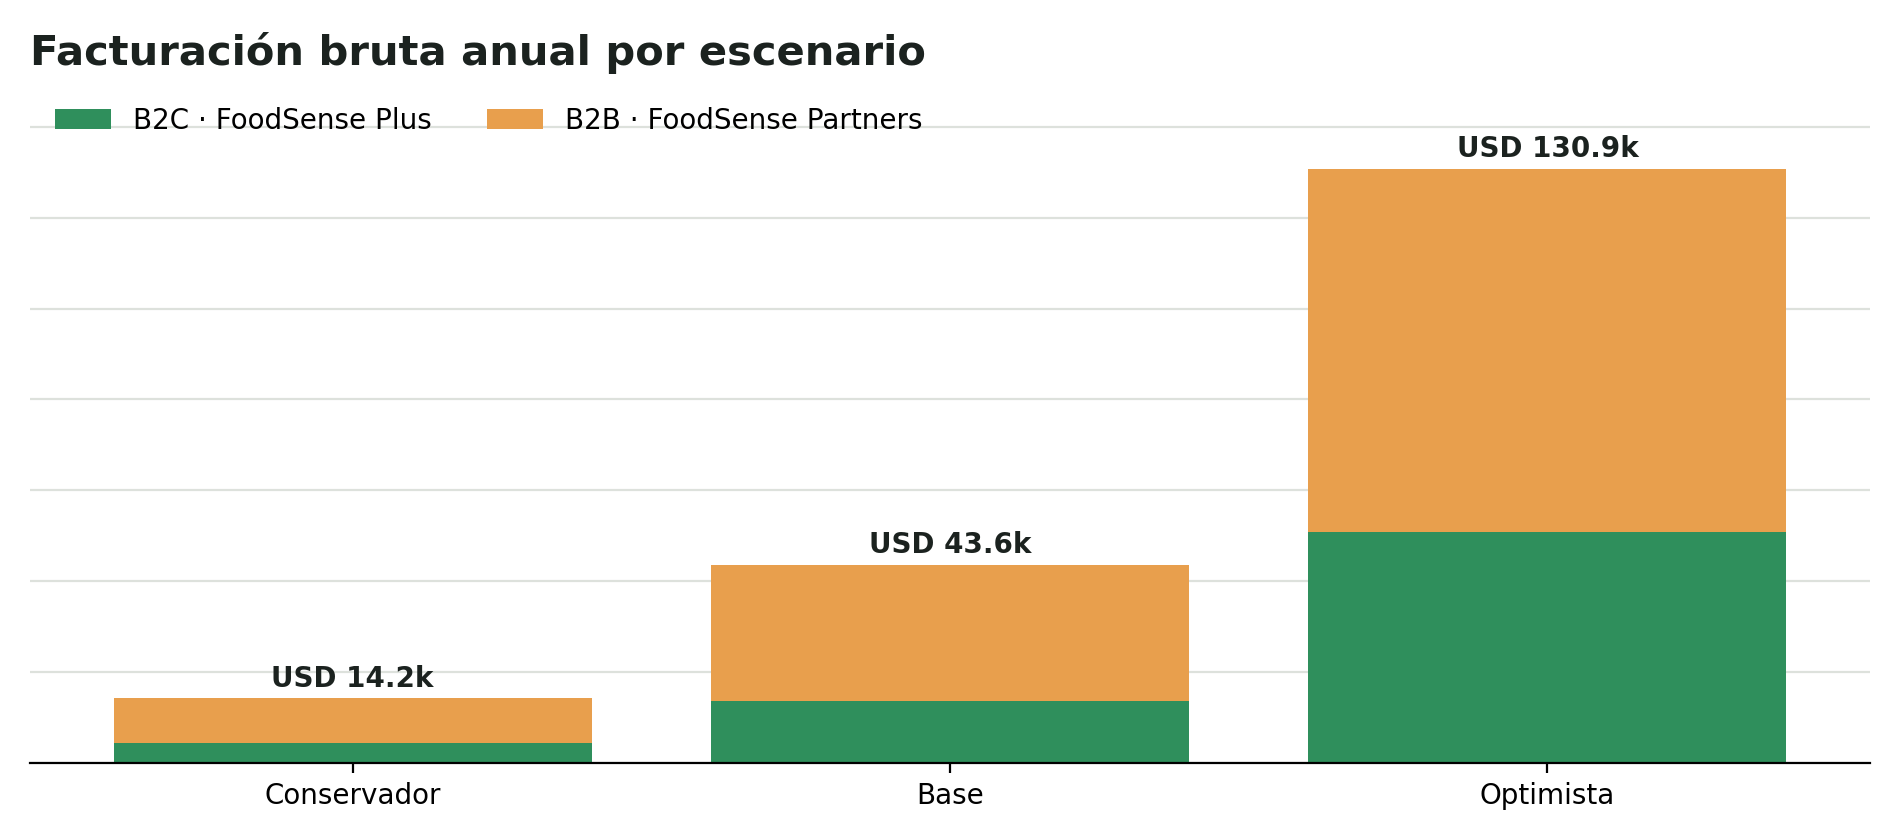 Facturación bruta anual por escenario
B2C · FoodSense Plus
B2B · FoodSense Partners
USD 130.9k
USD 43.6k
USD 14.2k
Conservador
Base
Optimista